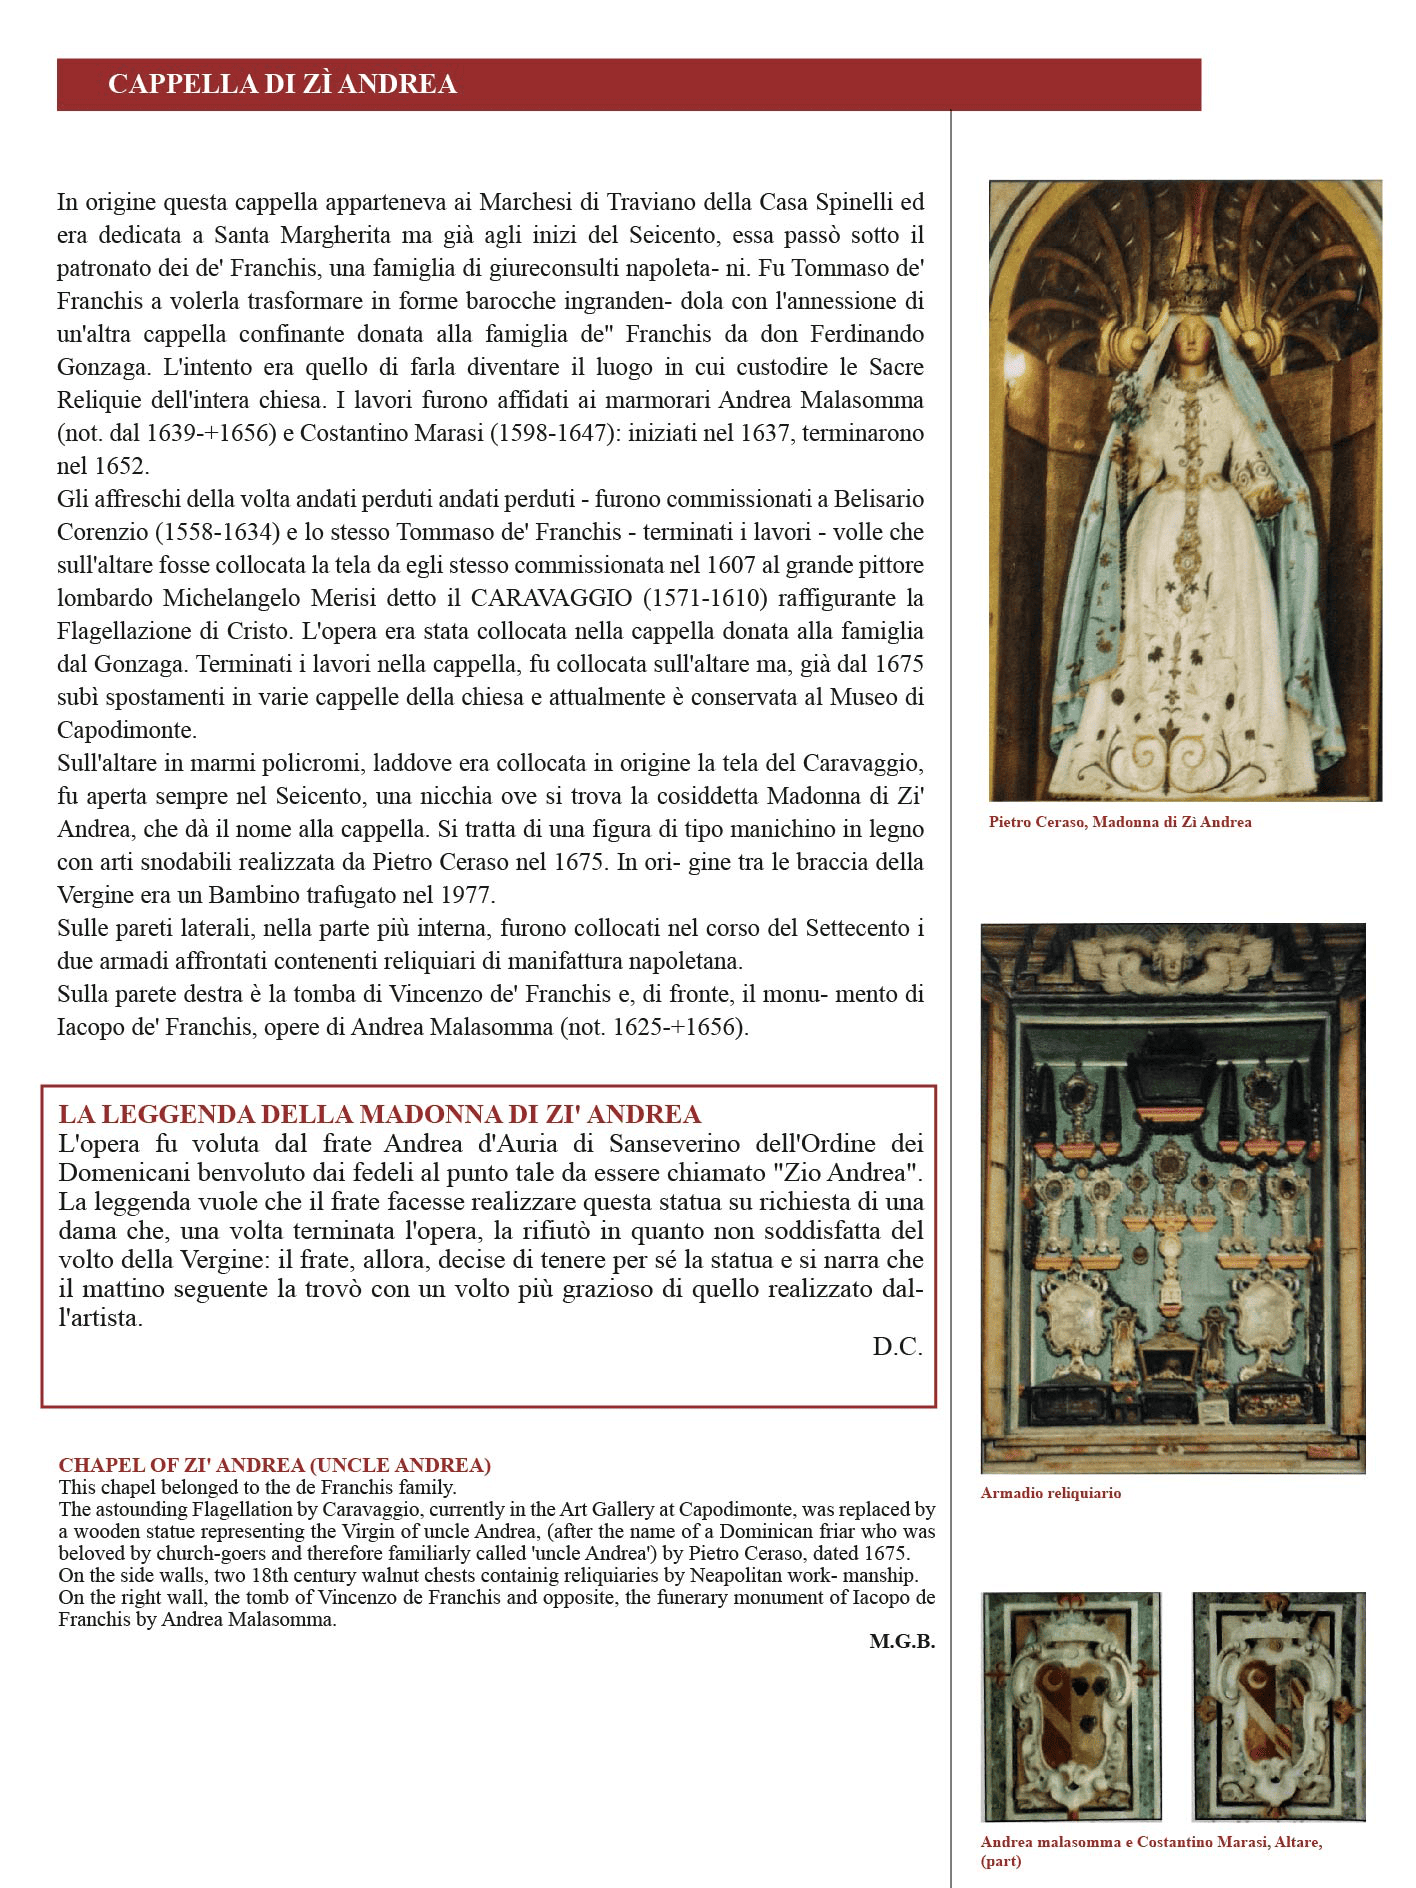 CAPPELLA DI ZÌ ANDREA
In origine questa cappella apparteneva ai Marchesi di Traviano della Casa Spinelli ed
era dedicata a Santa Margherita ma già agli inizi del Seicento, essa passò sotto il
patronato dei de' Franchis, una famiglia di giureconsulti napoleta- ni. Fu Tommaso de'
Franchis a volerla trasformare in forme barocche ingranden- dola con l'annessione di
un'altra cappella confinante donata alla famiglia de" Franchis da don Ferdinando
Gonzaga. L'intento era quello di farla diventare il luogo in cui custodire le Sacre
Reliquie dell'intera chiesa. I lavori furono affidati ai marmorari Andrea Malasomma
(not. dal 1639-+1656) e Costantino Marasi (1598-1647): iniziati nel 1637, terminarono
nel 1652.
Gli affreschi della volta andati perduti andati perduti - furono commissionati a Belisario
Corenzio (1558-1634) e lo stesso Tommaso de' Franchis - terminati i lavori - volle che
sull'altare fosse collocata la tela da egli stesso commissionata nel 1607 al grande pittore
lombardo Michelangelo Merisi detto il CARAVAGGIO (1571-1610) raffigurante la
Flagellazione di Cristo. L'opera era stata collocata nella cappella donata alla famiglia
dal Gonzaga. Terminati i lavori nella cappella, fu collocata sull'altare ma, già dal 1675
subì spostamenti in varie cappelle della chiesa e attualmente è conservata al Museo di
Capodimonte.
Sull'altare in marmi policromi, laddove era collocata in origine la tela del Caravaggio,
fu aperta sempre nel Seicento, una nicchia ove si trova la cosiddetta Madonna di Zi'
Andrea, che dà il nome alla cappella. Si tratta di una figura di tipo manichino in legno
con arti snodabili realizzata da Pietro Ceraso nel 1675. In ori- gine tra le braccia della
Vergine era un Bambino trafugato nel 1977.
Sulle pareti laterali, nella parte più interna, furono collocati nel corso del Settecento i
due armadi affrontati contenenti reliquiari di manifattura napoletana.
Sulla parete destra è la tomba di Vincenzo de' Franchis e, di fronte, il monu- mento di
Iacopo de' Franchis, opere di Andrea Malasomma (not. 1625-+1656).
LA LEGGENDA DELLA MADONNA DI ZI' ANDREA
L'opera fu voluta dal frate Andrea d'Auria di Sanseverino dell'Ordine dei
Domenicani benvoluto dai fedeli al punto tale da essere chiamato "Zio Andrea".
La leggenda vuole che il frate facesse realizzare questa statua su richiesta di una
dama che, una volta terminata l'opera, la rifiutò in quanto non soddisfatta del
volto della Vergine: il frate, allora, decise di tenere per sé la statua e si narra che
il mattino seguente la trovò con un volto più grazioso di quello realizzato dal-
l'artista.
D.C.
CHAPEL OF ZI' ANDREA (UNCLE ANDREA)
This chapel belonged to the de Franchis family.
The astounding Flagellation by Caravaggio, currently in the Art Gallery at Capodimonte, was replaced by
a wooden statue representing the Virgin of uncle Andrea, (after the name of a Dominican friar who was
beloved by church-goers and therefore familiarly called 'uncle Andrea') by Pietro Ceraso, dated 1675.
On the side walls, two 18th century walnut chests containig reliquiaries by Neapolitan work- manship.
On the right wall, the tomb of Vincenzo de Franchis and opposite, the funerary monument of Iacopo de
Franchis by Andrea Malasomma.
M.G.B.
Pietro Ceraso, Madonna di Zì Andrea
Armadio reliquiario
Andrea malasomma e Costantino Marasi, Altare,
(part)